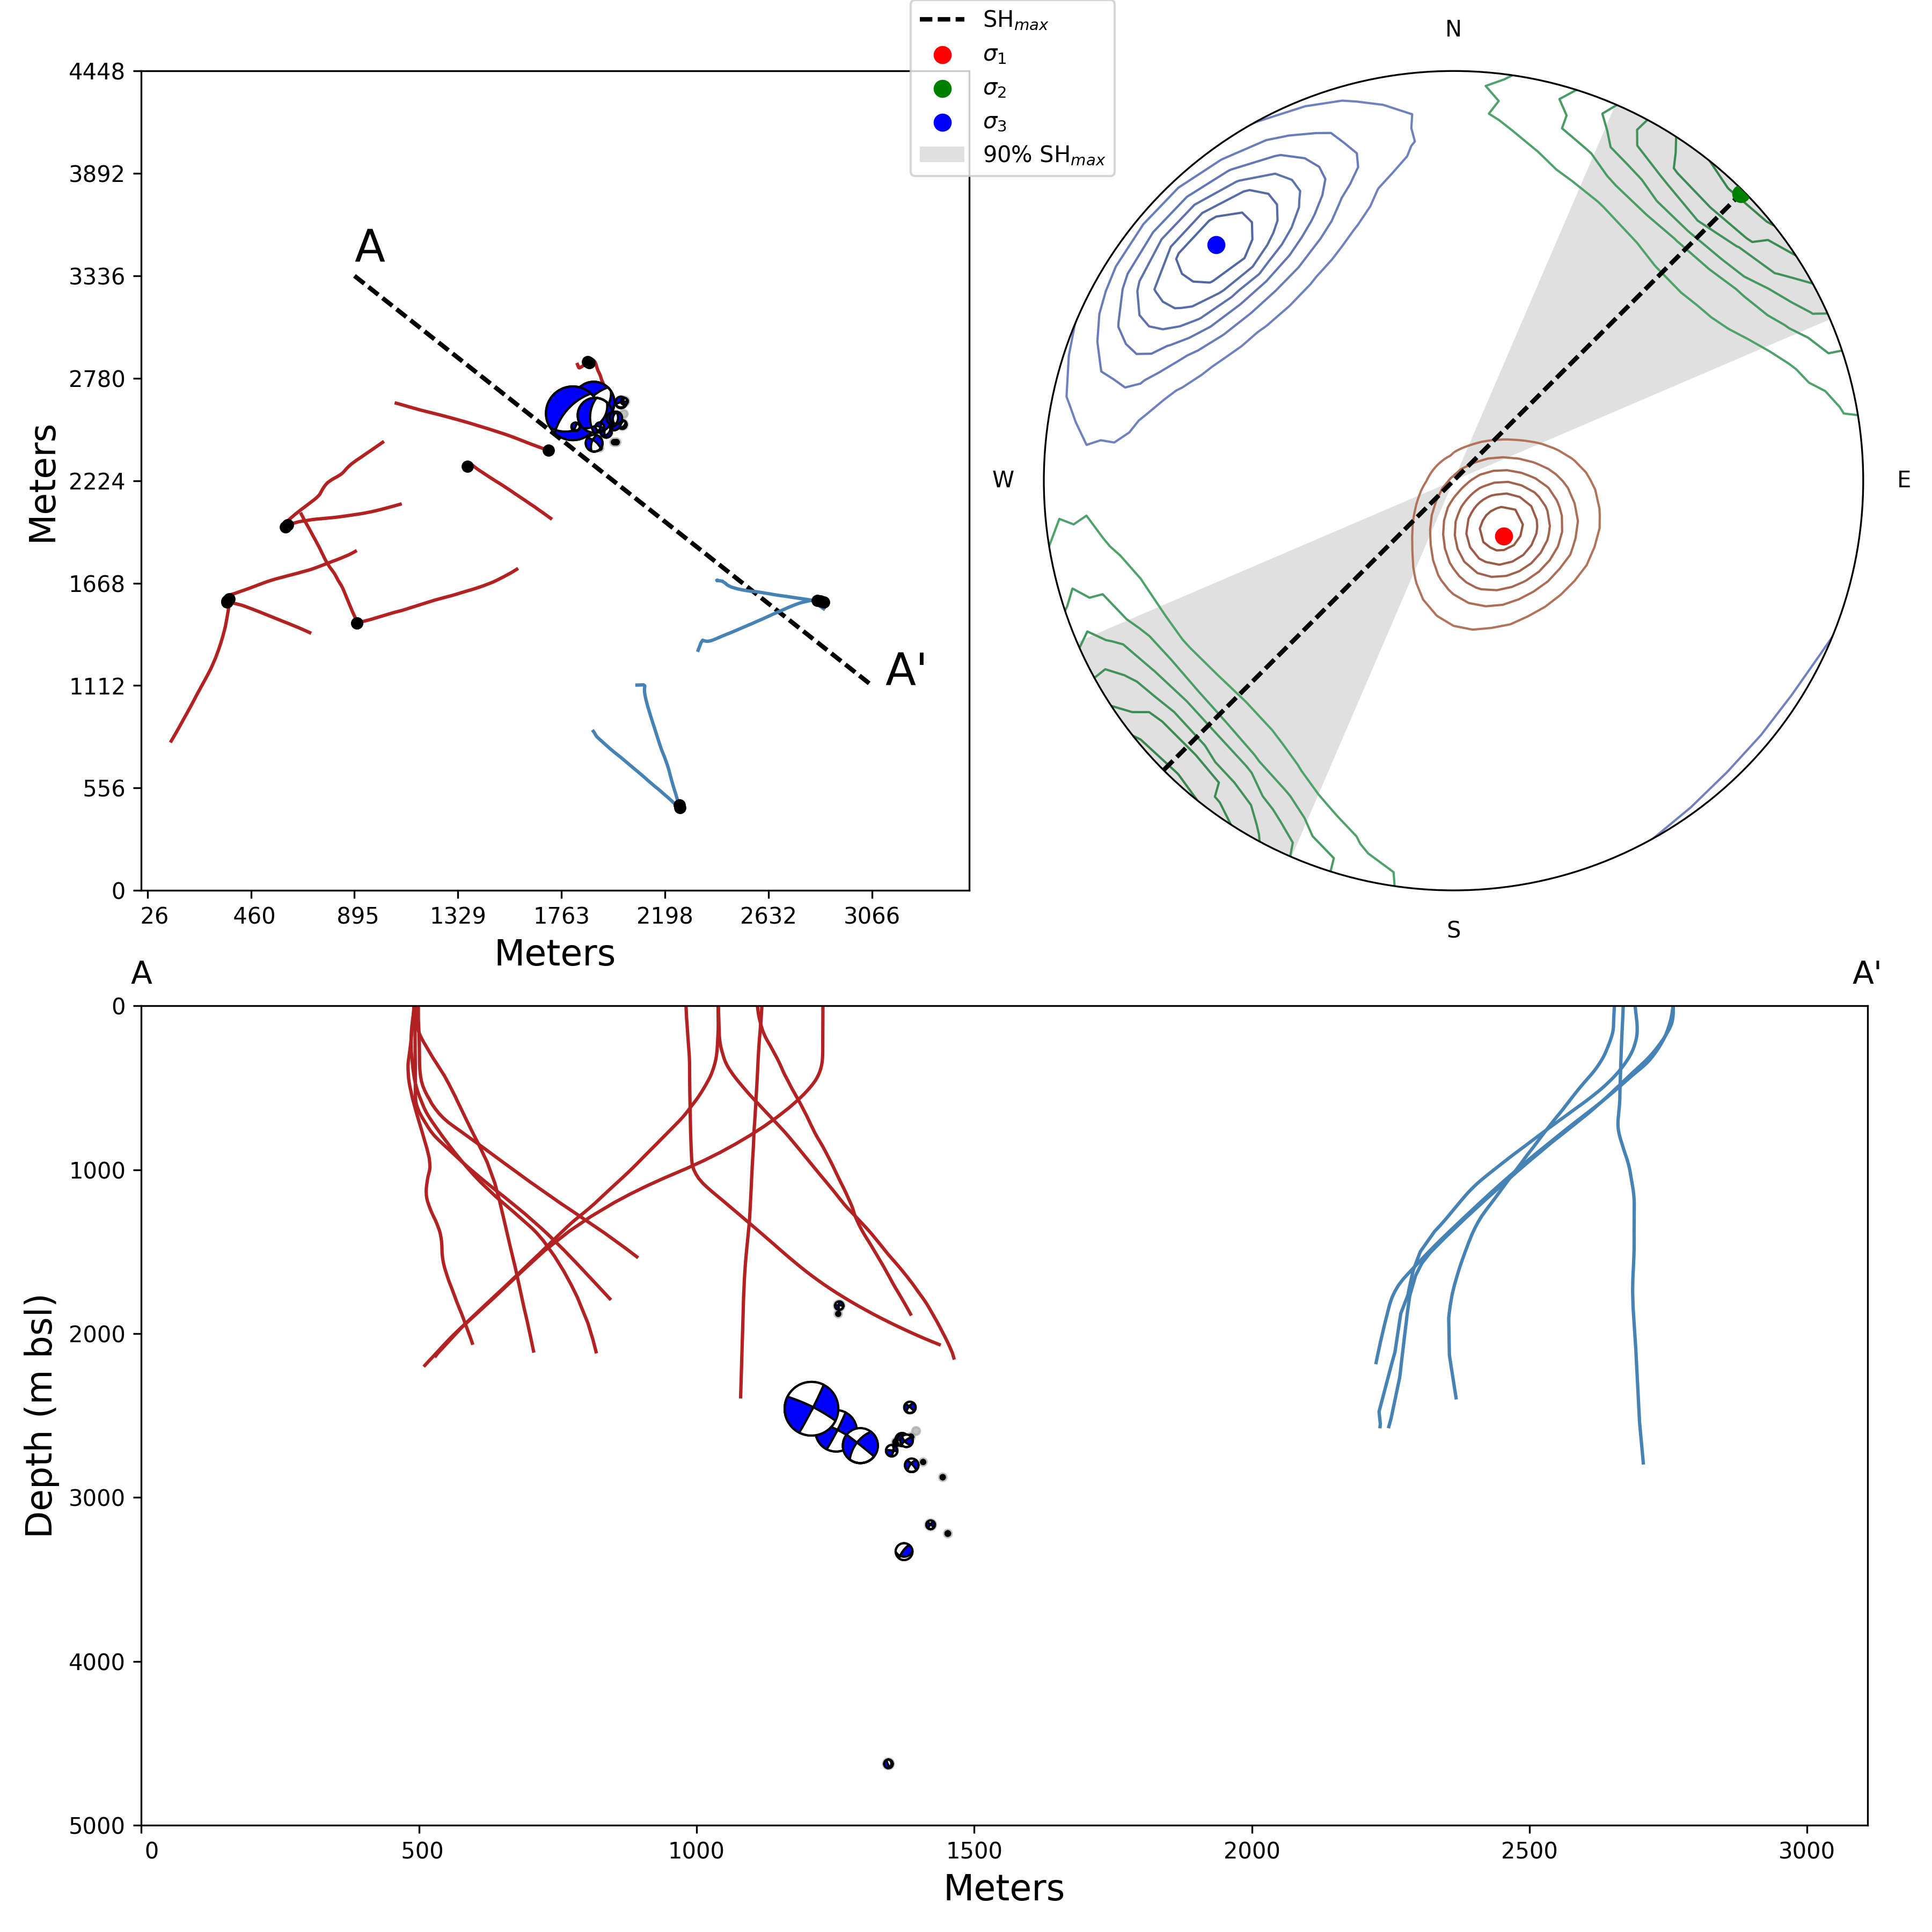 SHmax
σ1
σ2
σ3
90% SHmax
N
W
E
S
4448
3892
3336
2780
2224
1668
1112
556
0
Meters
A
A'
26 460 895 1329 1763 2198 2632 3066
Meters
A
A'
0
1000
2000
3000
4000
5000
Depth (m bsl)
0 500 1000 1500 2000 2500 3000
Meters